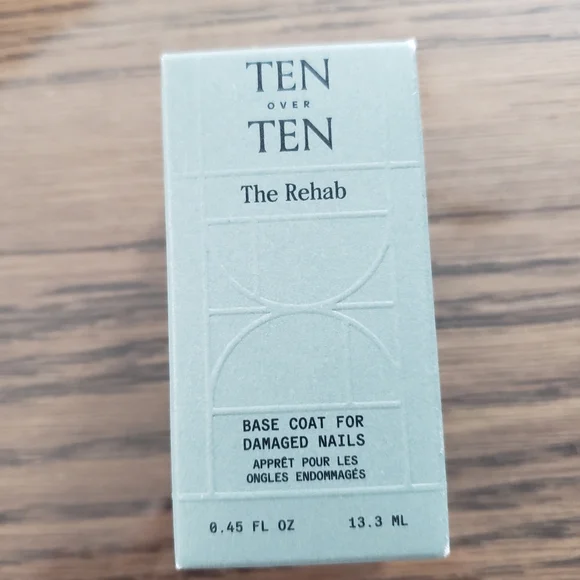 TEN
OVER
TEN
The Rehab
BASE COAT FOR
DAMAGED NAILS
APPRÊT POUR LES
ONGLES ENDOMMAGÉS
0.45 FL OZ 13.3 ML